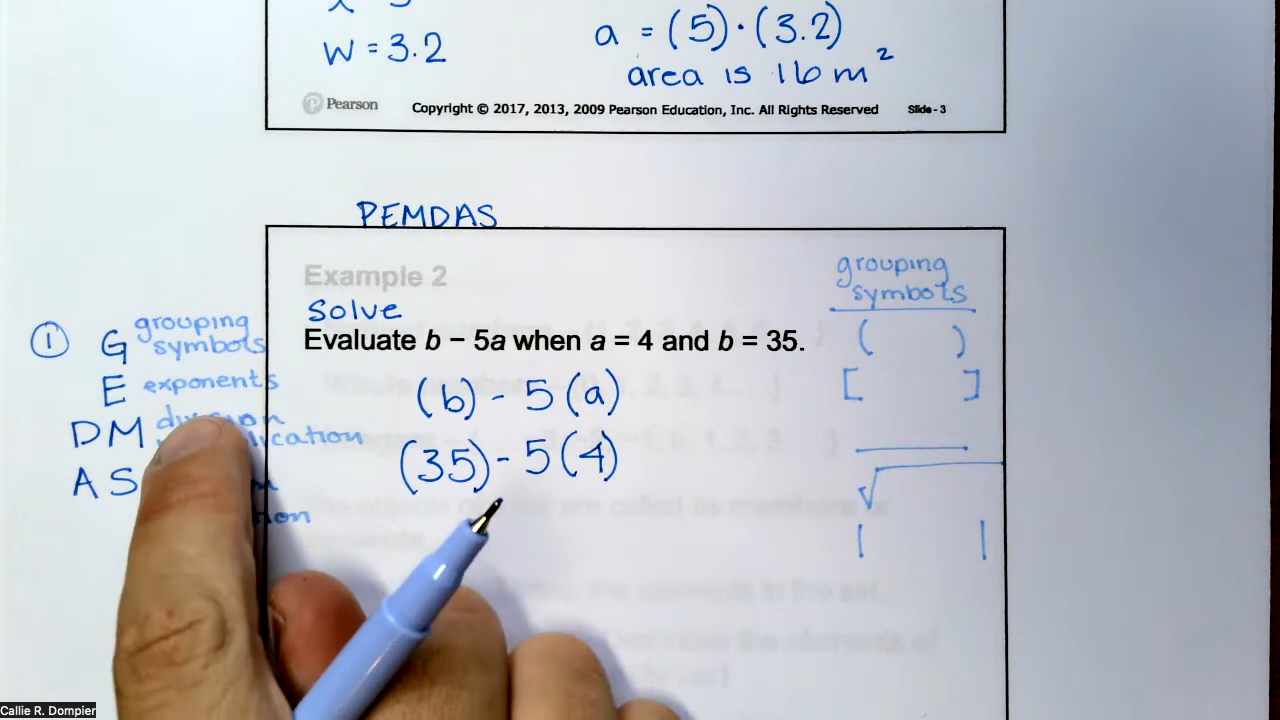 w = 3.2
a = (5) · (3.2)
area is 16 m²
Pearson
Copyright © 2017, 2013, 2009 Pearson Education, Inc. All Rights Reserved
Slide - 3
PEMDAS
Example 2
Solve
Evaluate b − 5a when a = 4 and b = 35.
(b) - 5 (a)
(35) - 5 (4)
grouping
symbols
( )
[ ]
√
| |
①
G grouping
symbols
E exponents
DM
AS
Callie R. Dompier